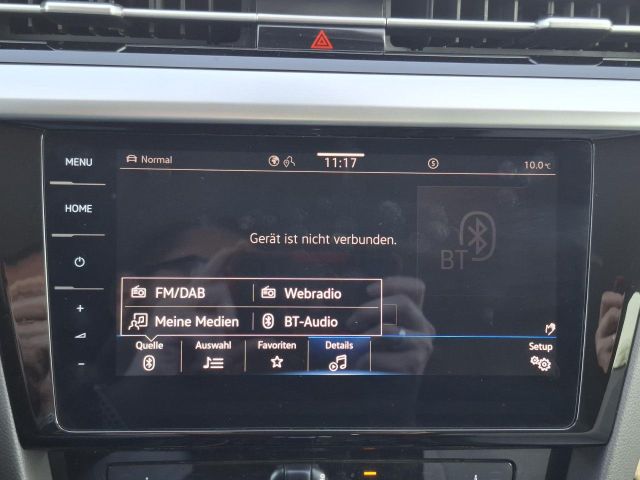 MENU
Normal
11:17
S
10.0°C
HOME
Gerät ist nicht verbunden.
BT
FM/DAB
Webradio
Meine Medien
BT-Audio
+
-
Quelle
Auswahl
Favoriten
Details
Setup